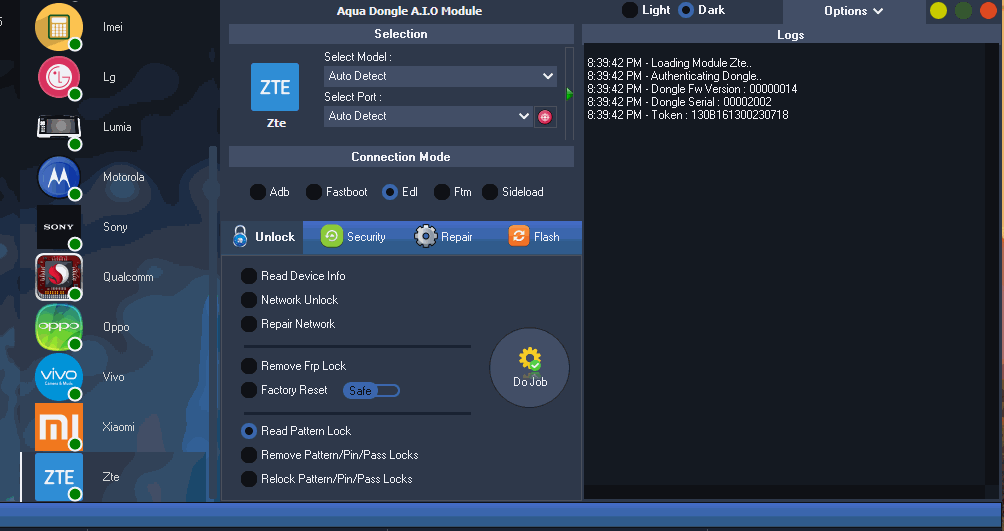 5
Imei
Lg
Lumia
Motorola
SONY
Sony
Qualcomm
oppo
Oppo
vivo
Camera & Music
Vivo
Xiaomi
ZTE
Zte
Aqua Dongle A.I.O Module
Light
Dark
Options
Selection
Select Model :
Auto Detect
Select Port :
Auto Detect
ZTE
Zte
Connection Mode
Adb
Fastboot
Edl
Ftm
Sideload
Unlock
Security
Repair
Flash
Read Device Info
Network Unlock
Repair Network
Remove Frp Lock
Factory Reset
Safe
Read Pattern Lock
Remove Pattern/Pin/Pass Locks
Relock Pattern/Pin/Pass Locks
Do Job
Logs
8:39:42 PM - Loading Module Zte..
8:39:42 PM - Authenticating Dongle..
8:39:42 PM - Dongle Fw Version : 00000014
8:39:42 PM - Dongle Serial : 00002002
8:39:42 PM - Token : 130B161300230718